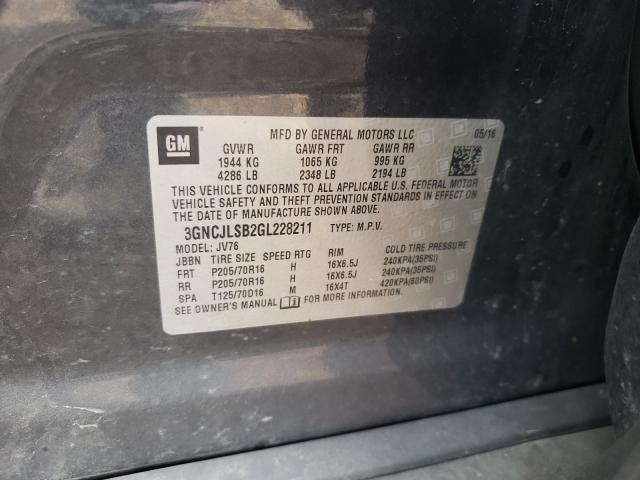 GM
MFD BY GENERAL MOTORS LLC 05/16
GVWR GAWR FRT GAWR RR
1944 KG 1065 KG 995 KG
4286 LB 2348 LB 2194 LB
THIS VEHICLE CONFORMS TO ALL APPLICABLE U.S. FEDERAL MOTOR
VEHICLE SAFETY AND THEFT PREVENTION STANDARDS IN EFFECT ON
THE DATE OF MANUFACTURE SHOWN ABOVE.
3GNCJLSB2GL228211 TYPE: M.P.V.
MODEL: JV76
JBBN TIRE SIZE SPEED RTG RIM COLD TIRE PRESSURE
FRT P205/70R16 H 16X6.5J 240KPA(35PSI)
RR P205/70R16 H 16X6.5J 240KPA(35PSI)
SPA T125/70D16 M 16X4T 420KPA(60PSI)
SEE OWNER'S MANUAL FOR MORE INFORMATION.